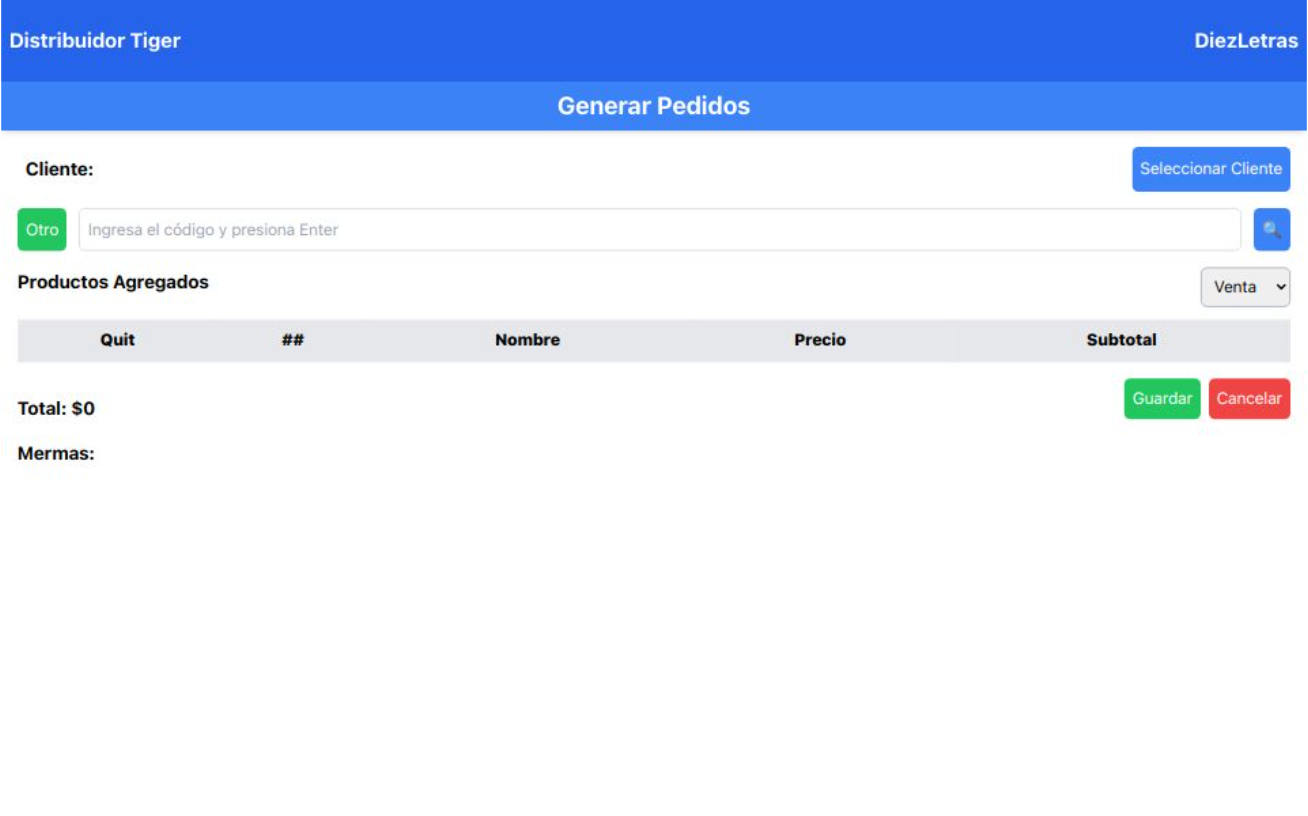 Distribuidor Tiger DiezLetras
Generar Pedidos
Cliente: Seleccionar Cliente
Otro Ingresa el código y presiona Enter
Productos Agregados Venta
Quit ## Nombre Precio Subtotal
Total: $0 Guardar Cancelar
Mermas: